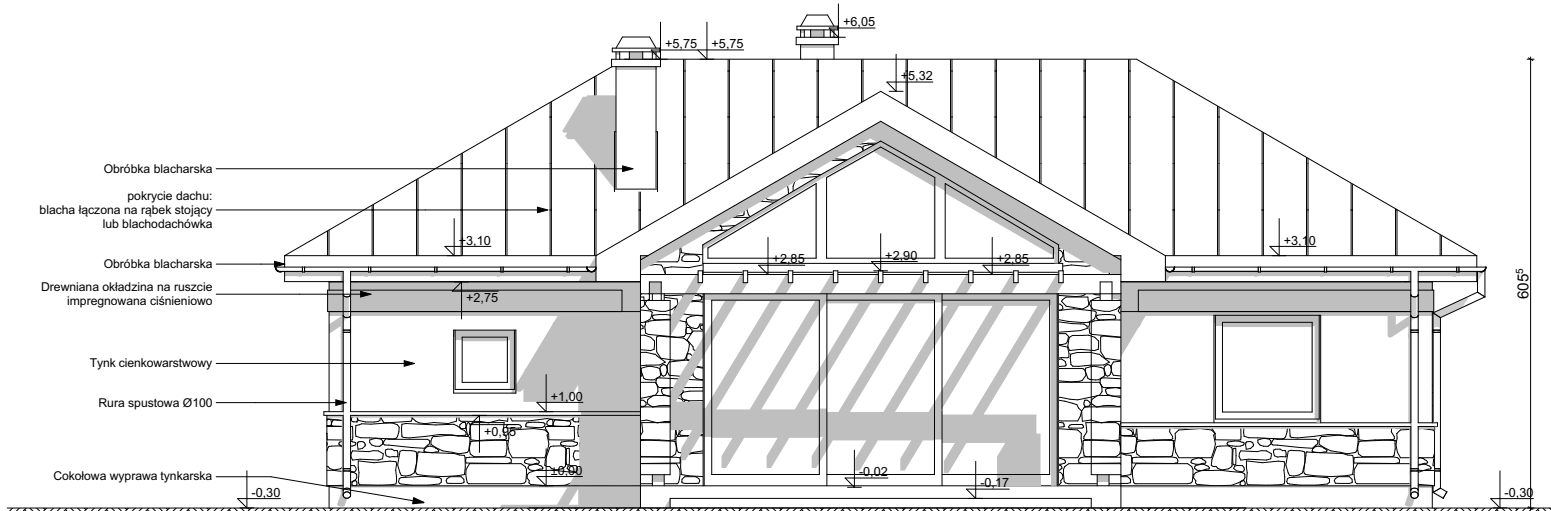 +6,05
+5,75
+5,75
+5,32
Obróbka blacharska
pokrycie dachu:
blacha łączona na rąbek stojący
lub blachodachówka
+3,10
+3,10
Obróbka blacharska
+2,85
+2,90
+2,85
Drewniana okładzina na ruszcie
impregnowana ciśnieniowo
+2,75
605⁵
Tynk cienkowarstwowy
Rura spustowa Ø100
+1,00
+0,95
±0,00
Cokołowa wyprawa tynkarska
-0,02
-0,17
-0,30
-0,30